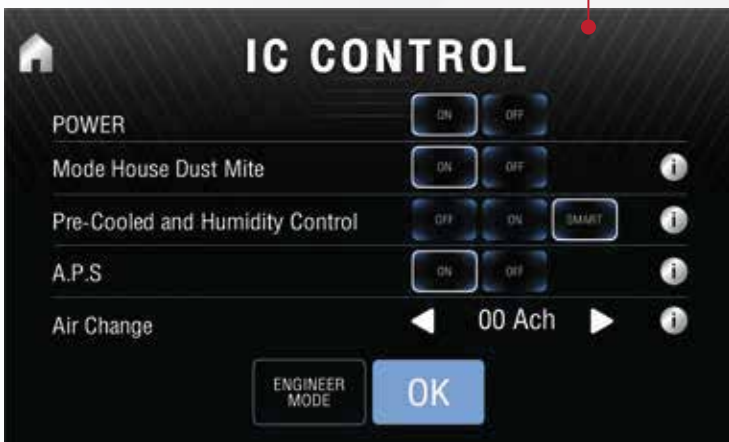 IC CONTROL
POWER ON OFF
Mode House Dust Mite ON OFF i
Pre-Cooled and Humidity Control OFF ON SMART i
A.P.S ON OFF i
Air Change 00 Ach i
ENGINEER
MODE
OK